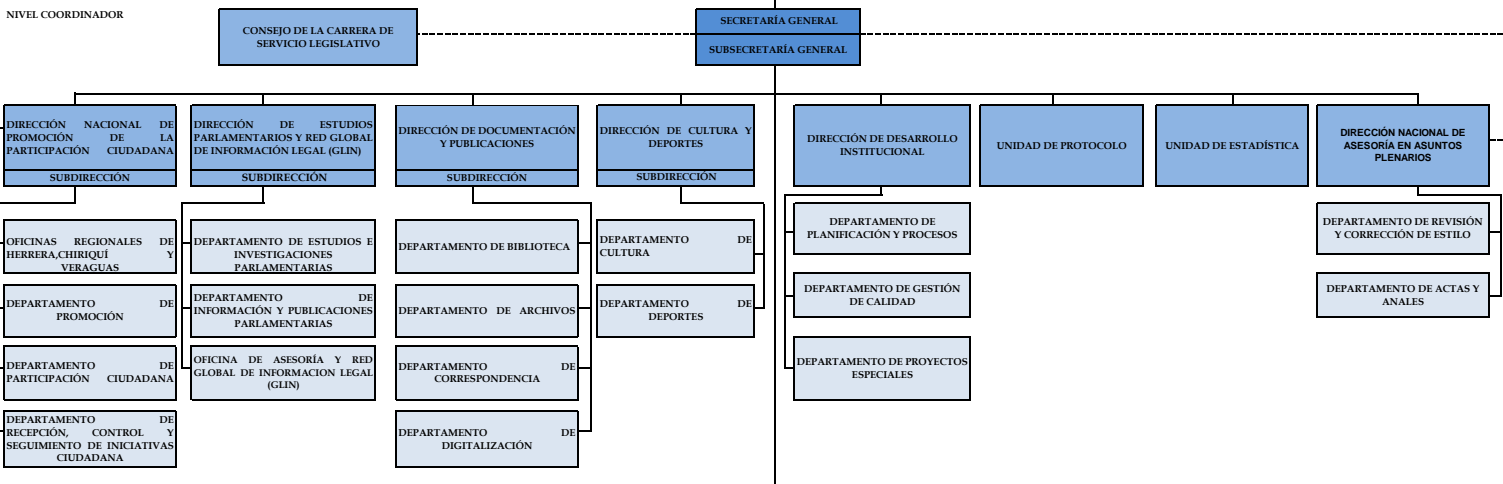 NIVEL COORDINADOR
CONSEJO DE LA CARRERA DE
SERVICIO LEGISLATIVO
SECRETARÍA GENERAL
SUBSECRETARÍA GENERAL
DIRECCIÓN NACIONAL DE
PROMOCIÓN DE LA
PARTICIPACIÓN CIUDADANA
SUBDIRECCIÓN
DIRECCIÓN DE ESTUDIOS
PARLAMENTARIOS Y RED GLOBAL
DE INFORMACIÓN LEGAL (GLIN)
SUBDIRECCIÓN
DIRECCIÓN DE DOCUMENTACIÓN
Y PUBLICACIONES
SUBDIRECCIÓN
DIRECCIÓN DE CULTURA Y
DEPORTES
SUBDIRECCIÓN
DIRECCIÓN DE DESARROLLO
INSTITUCIONAL
UNIDAD DE PROTOCOLO
UNIDAD DE ESTADÍSTICA
DIRECCIÓN NACIONAL DE
ASESORÍA EN ASUNTOS
PLENARIOS
OFICINAS REGIONALES DE
HERRERA,CHIRIQUÍ Y
VERAGUAS
DEPARTAMENTO DE
PROMOCIÓN
DEPARTAMENTO DE
PARTICIPACIÓN CIUDADANA
DEPARTAMENTO DE
RECEPCIÓN, CONTROL Y
SEGUIMIENTO DE INICIATIVAS
CIUDADANA
DEPARTAMENTO DE ESTUDIOS E
INVESTIGACIONES
PARLAMENTARIAS
DEPARTAMENTO DE
INFORMACIÓN Y PUBLICACIONES
PARLAMENTARIAS
OFICINA DE ASESORÍA Y RED
GLOBAL DE INFORMACION LEGAL
(GLIN)
DEPARTAMENTO DE BIBLIOTECA
DEPARTAMENTO DE ARCHIVOS
DEPARTAMENTO DE
CORRESPONDENCIA
DEPARTAMENTO DE
DIGITALIZACIÓN
DEPARTAMENTO DE
CULTURA
DEPARTAMENTO DE
DEPORTES
DEPARTAMENTO DE
PLANIFICACIÓN Y PROCESOS
DEPARTAMENTO DE GESTIÓN
DE CALIDAD
DEPARTAMENTO DE PROYECTOS
ESPECIALES
DEPARTAMENTO DE REVISIÓN
Y CORRECCIÓN DE ESTILO
DEPARTAMENTO DE ACTAS Y
ANALES